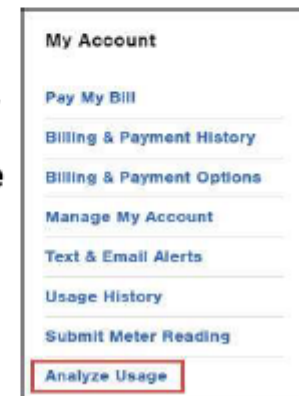 My Account
Pay My Bill
Billing & Payment History
Billing & Payment Options
Manage My Account
Text & Email Alerts
Usage History
Submit Meter Reading
Analyze Usage